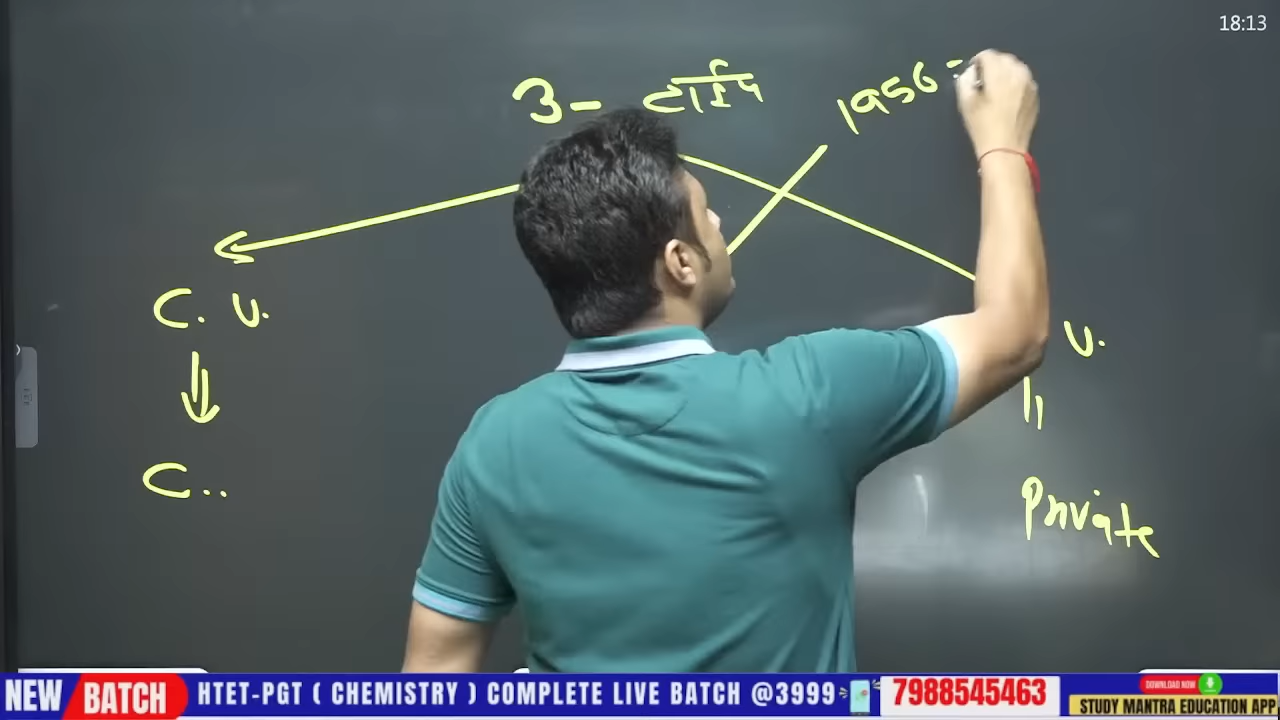 18:13
3 - टाईप
1956 =
C. U.
U.
C..
Private
NEW BATCH HTET-PGT ( CHEMISTRY ) COMPLETE LIVE BATCH @3999 7988545463 DOWNLOAD NOW
STUDY MANTRA EDUCATION APP